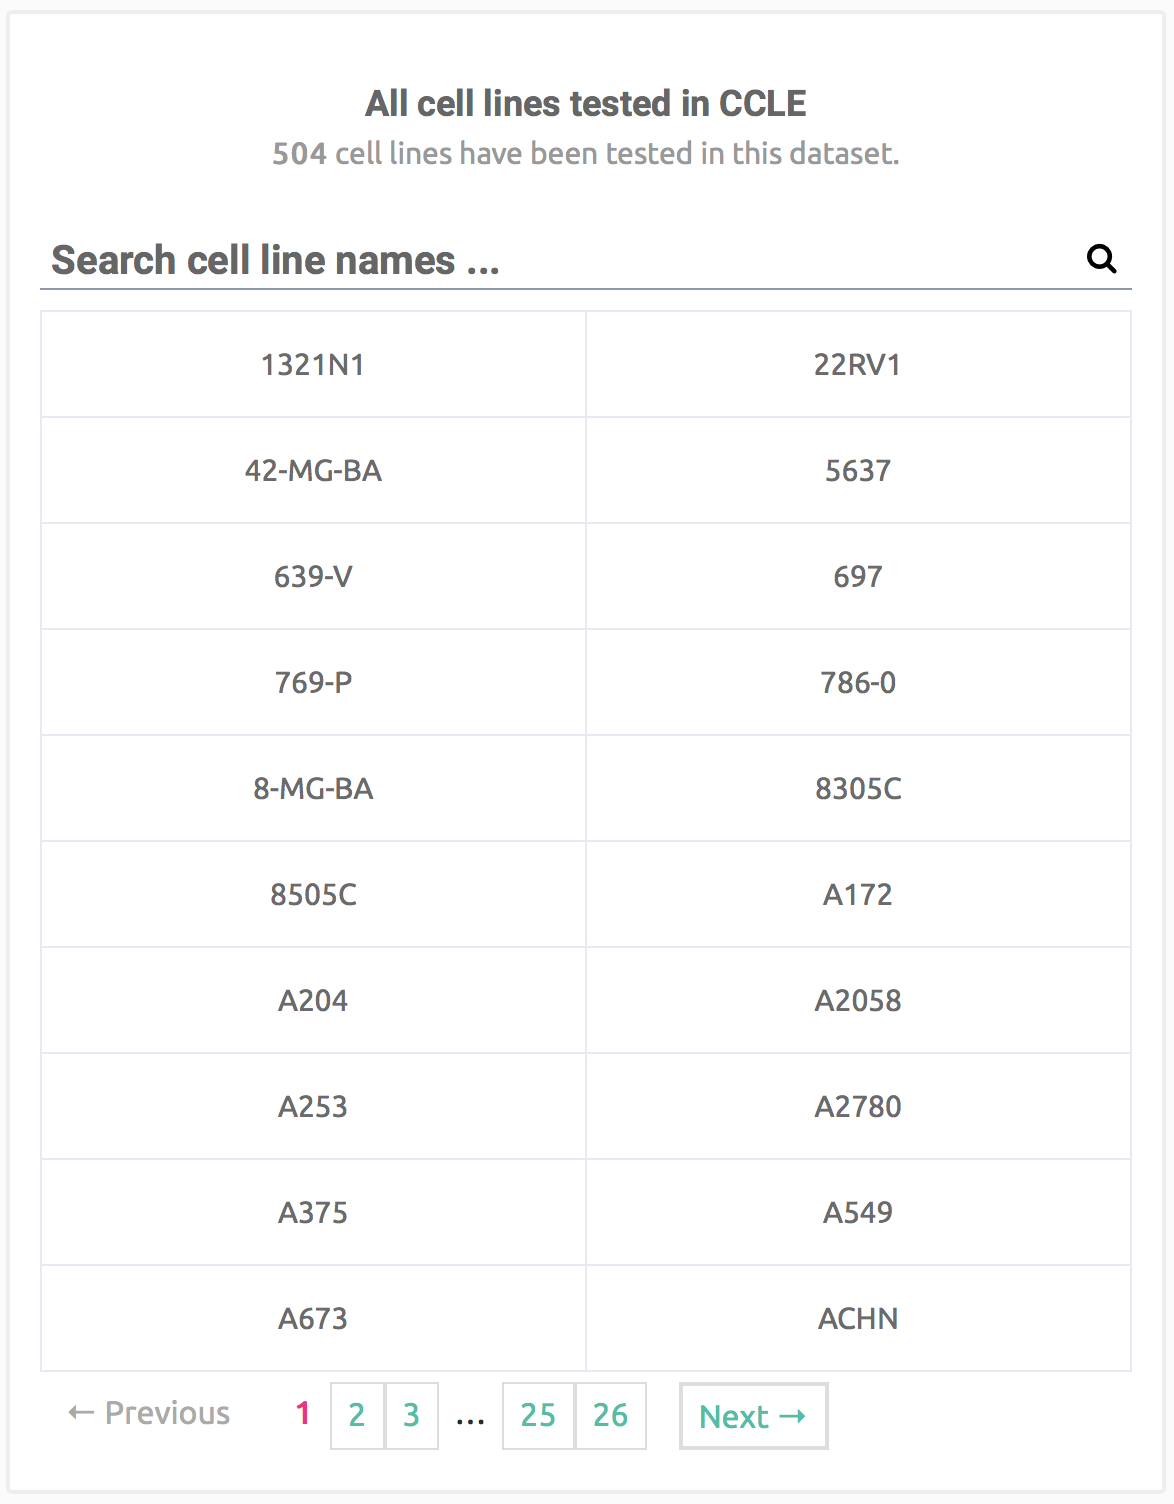 All cell lines tested in CCLE
504 cell lines have been tested in this dataset.
Search cell line names ...
1321N1 22RV1
42-MG-BA 5637
639-V 697
769-P 786-0
8-MG-BA 8305C
8505C A172
A204 A2058
A253 A2780
A375 A549
A673 ACHN
← Previous 1 2 3 ... 25 26 Next →